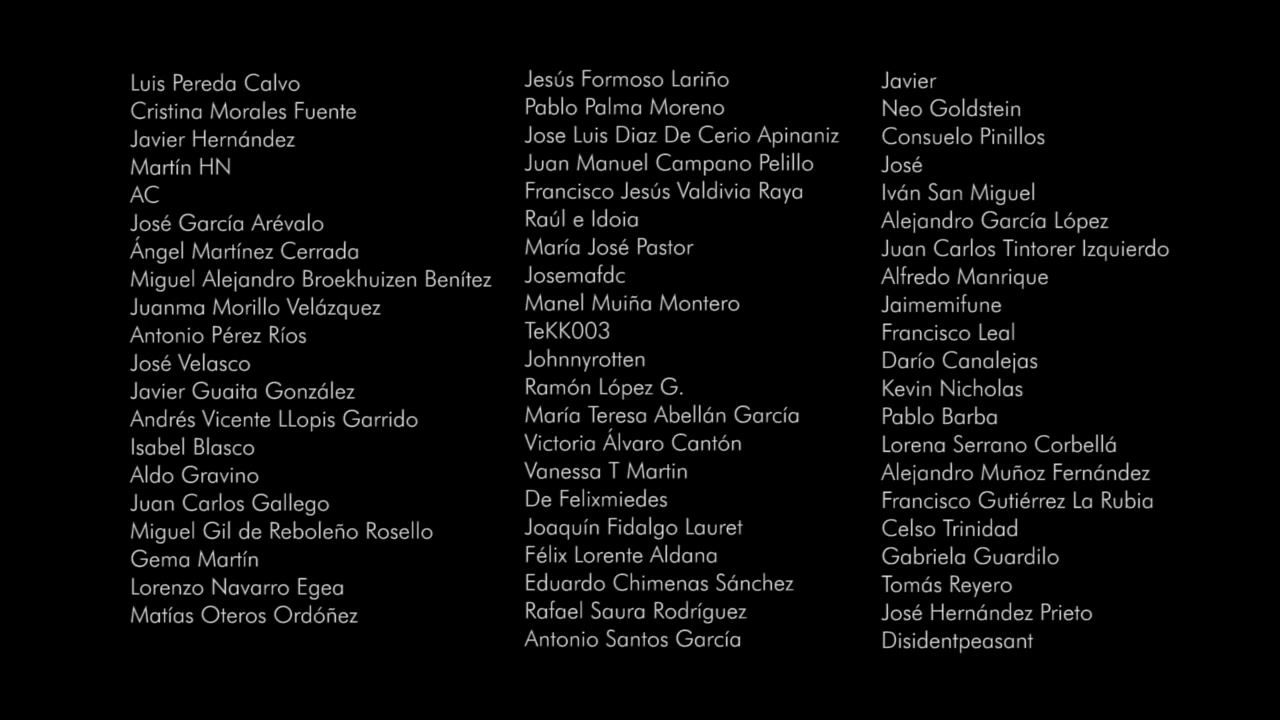 Luis Pereda Calvo
Cristina Morales Fuente
Javier Hernández
Martín HN
AC
José García Arévalo
Ángel Martínez Cerrada
Miguel Alejandro Broekhuizen Benítez
Juanma Morillo Velázquez
Antonio Pérez Ríos
José Velasco
Javier Guaita González
Andrés Vicente LLopis Garrido
Isabel Blasco
Aldo Gravino
Juan Carlos Gallego
Miguel Gil de Reboleño Rosello
Gema Martín
Lorenzo Navarro Egea
Matías Oteros Ordóñez
Jesús Formoso Lariño
Pablo Palma Moreno
Jose Luis Diaz De Cerio Apinaniz
Juan Manuel Campano Pelillo
Francisco Jesús Valdivia Raya
Raúl e Idoia
María José Pastor
Josemafdc
Manel Muiña Montero
TeKK003
Johnnyrotten
Ramón López G.
María Teresa Abellán García
Victoria Álvaro Cantón
Vanessa T Martin
De Felixmiedes
Joaquín Fidalgo Lauret
Félix Lorente Aldana
Eduardo Chimenas Sánchez
Rafael Saura Rodríguez
Antonio Santos García
Javier
Neo Goldstein
Consuelo Pinillos
José
Iván San Miguel
Alejandro García López
Juan Carlos Tintorer Izquierdo
Alfredo Manrique
Jaimemifune
Francisco Leal
Darío Canalejas
Kevin Nicholas
Pablo Barba
Lorena Serrano Corbellá
Alejandro Muñoz Fernández
Francisco Gutiérrez La Rubia
Celso Trinidad
Gabriela Guardilo
Tomás Reyero
José Hernández Prieto
Disidentpeasant